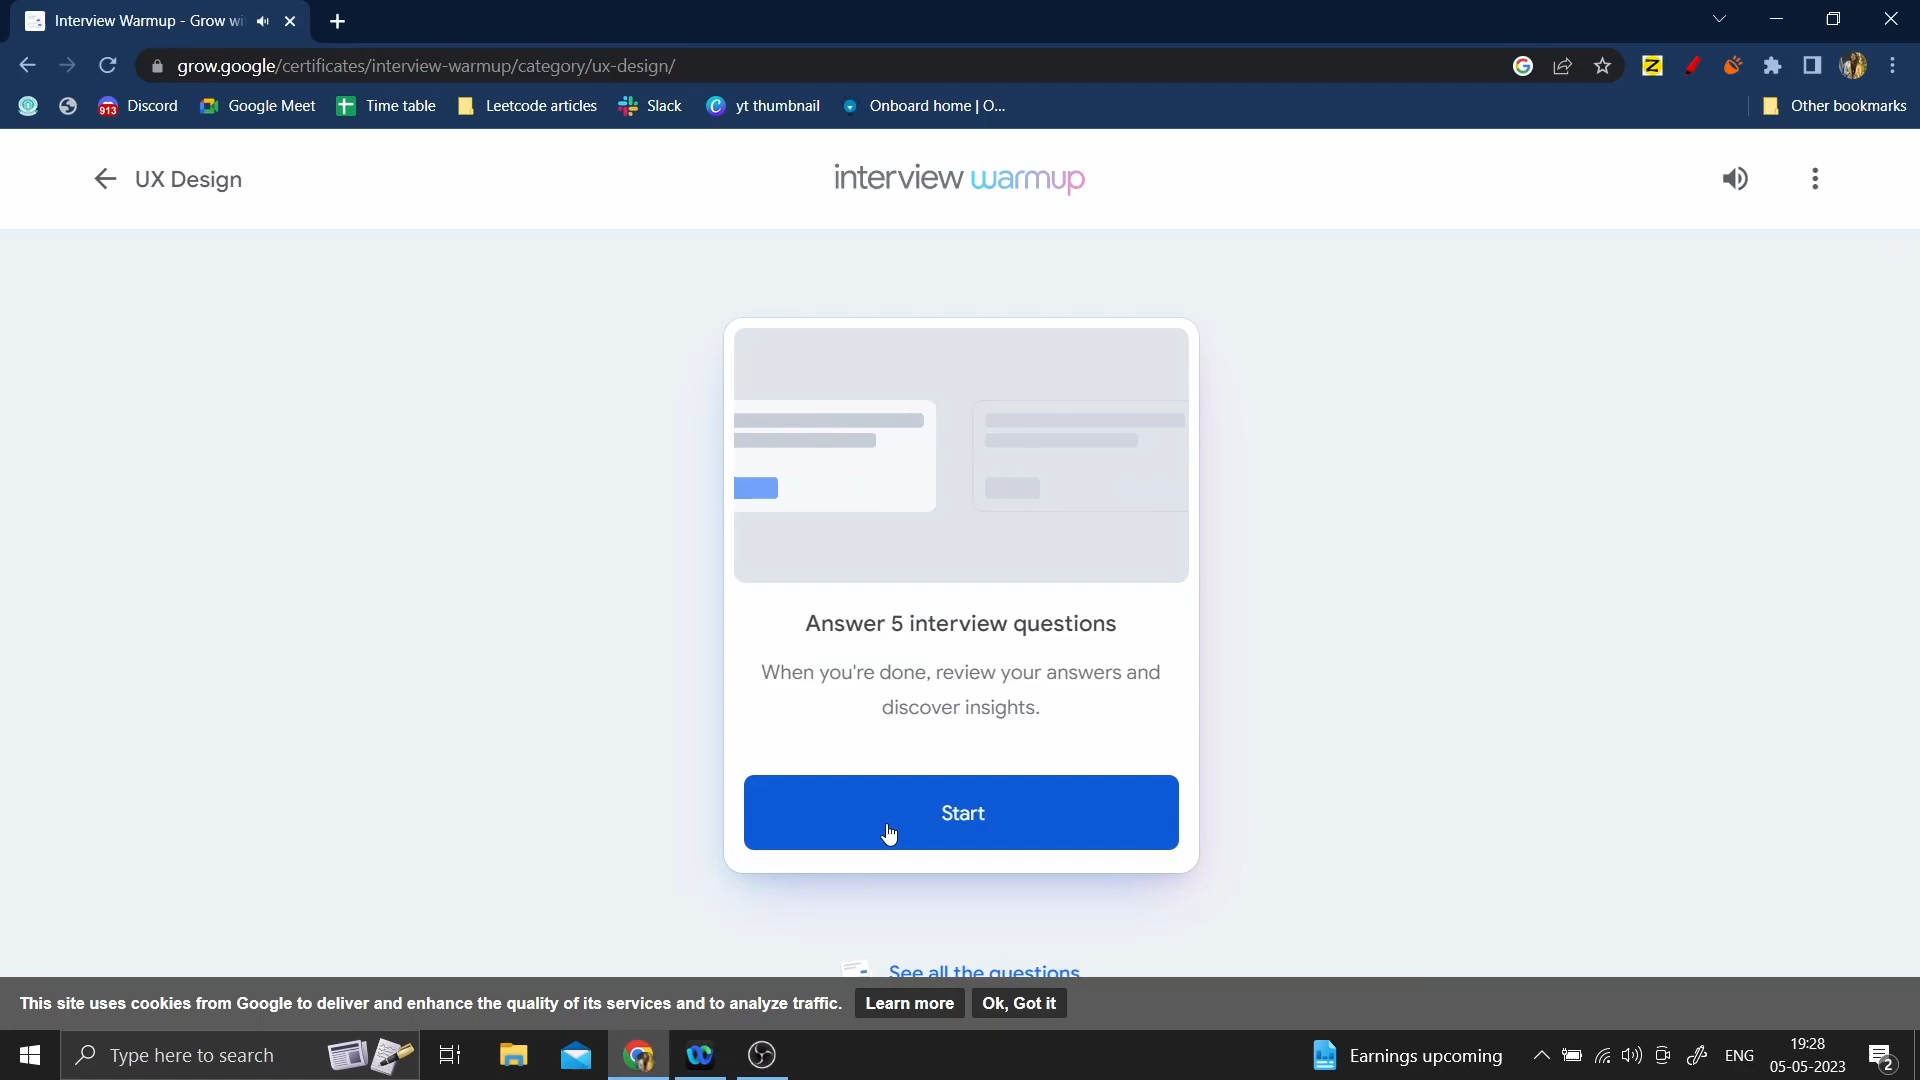 Interview Warmup - Grow wi
grow.google/certificates/interview-warmup/category/ux-design/
913 Discord Google Meet Time table Leetcode articles Slack yt thumbnail Onboard home | O... Other bookmarks
UX Design
interview warmup
Answer 5 interview questions
When you're done, review your answers and
discover insights.
Start
See all the questions
This site uses cookies from Google to deliver and enhance the quality of its services and to analyze traffic. Learn more Ok, Got it
Type here to search
Earnings upcoming
ENG
19:28
05-05-2023
2